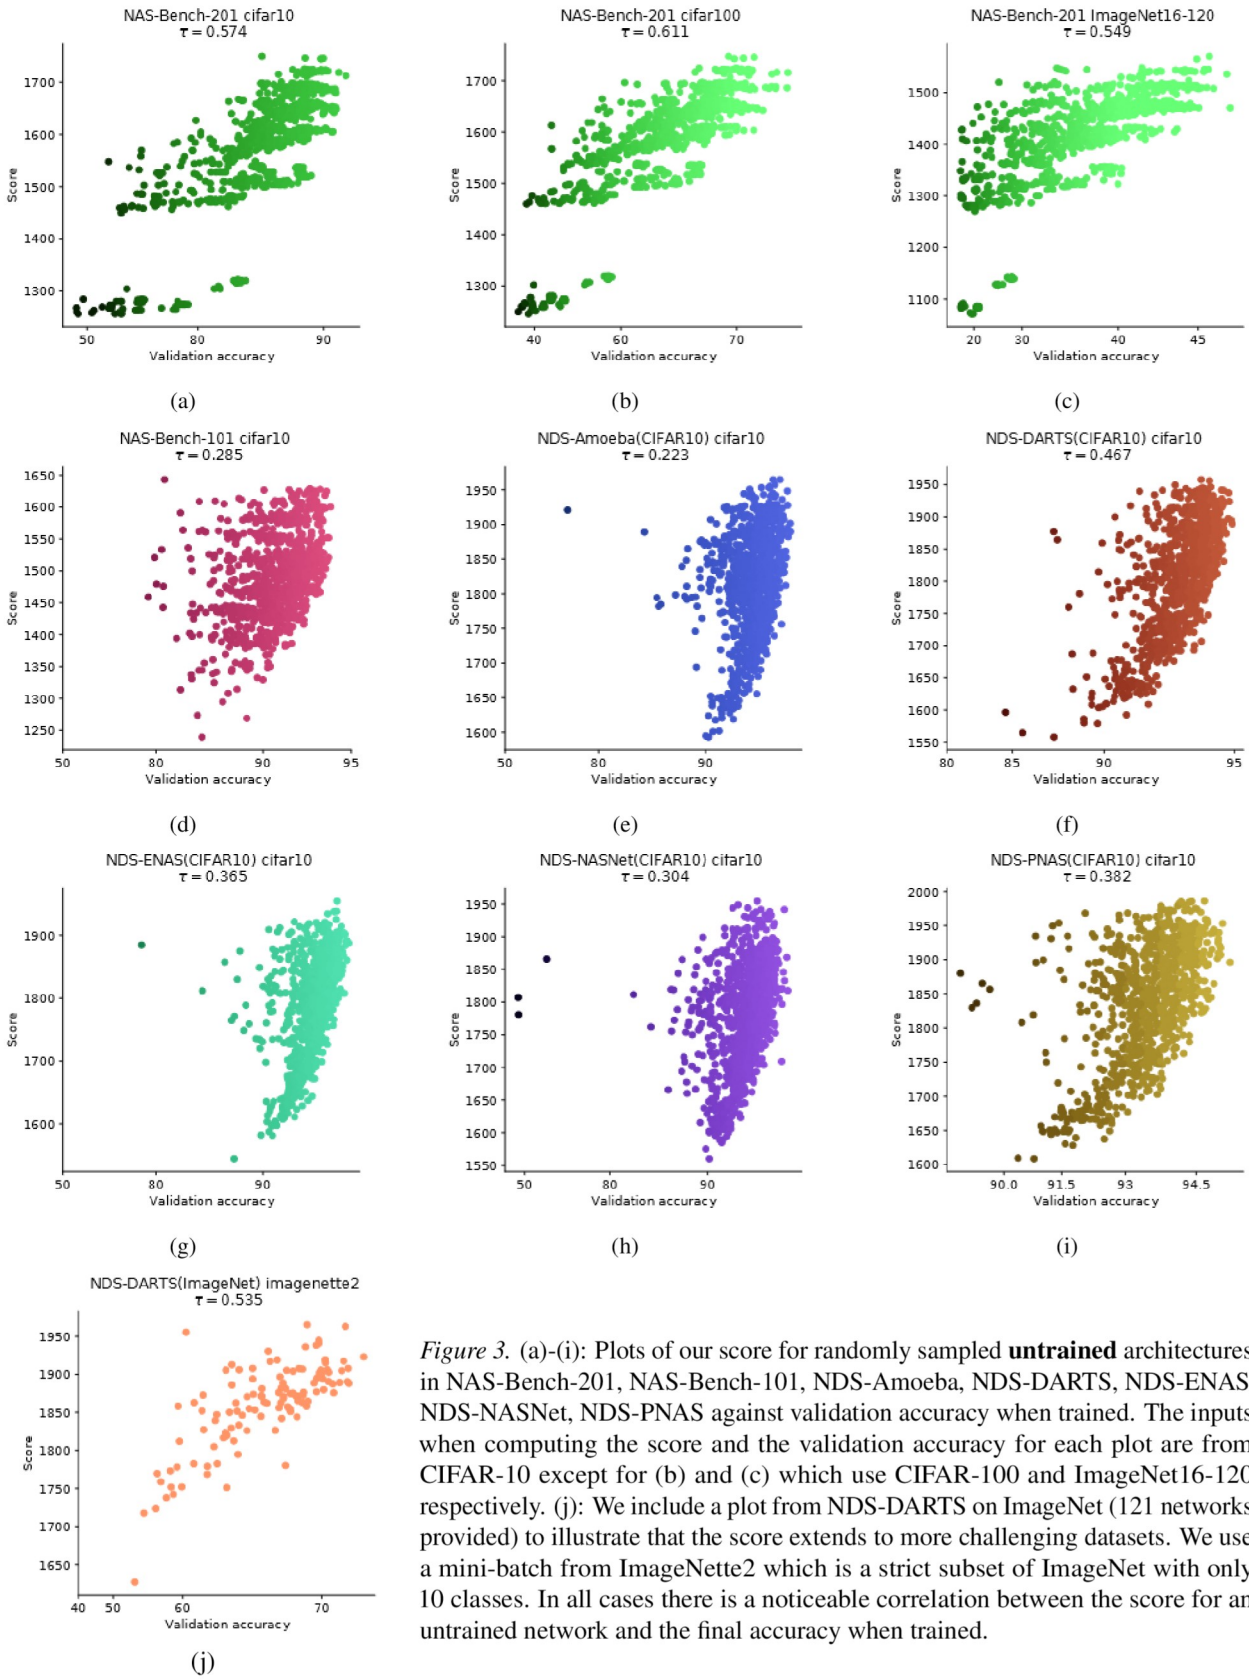 NAS-Bench-201 cifar10
τ = 0.574
Score
1700
1600
1500
1400
1300
50 80 90
Validation accuracy
(a)
NAS-Bench-201 cifar100
τ = 0.611
Score
1700
1600
1500
1400
1300
40 60 70
Validation accuracy
(b)
NAS-Bench-201 ImageNet16-120
τ = 0.549
Score
1500
1400
1300
1200
1100
20 30 40 45
Validation accuracy
(c)
NAS-Bench-101 cifar10
τ = 0.285
Score
1650
1600
1550
1500
1450
1400
1350
1300
1250
50 80 90 95
Validation accuracy
(d)
NDS-Amoeba(CIFAR10) cifar10
τ = 0.223
Score
1950
1900
1850
1800
1750
1700
1650
1600
50 80 90
Validation accuracy
(e)
NDS-DARTS(CIFAR10) cifar10
τ = 0.467
Score
1950
1900
1850
1800
1750
1700
1650
1600
1550
80 85 90 95
Validation accuracy
(f)
NDS-ENAS(CIFAR10) cifar10
τ = 0.365
Score
1900
1800
1700
1600
50 80 90
Validation accuracy
(g)
NDS-NASNet(CIFAR10) cifar10
τ = 0.304
Score
1950
1900
1850
1800
1750
1700
1650
1600
1550
50 80 90
Validation accuracy
(h)
NDS-PNAS(CIFAR10) cifar10
τ = 0.382
Score
2000
1950
1900
1850
1800
1750
1700
1650
1600
90.0 91.5 93 94.5
Validation accuracy
(i)
NDS-DARTS(ImageNet) imagenette2
τ = 0.535
Score
1950
1900
1850
1800
1750
1700
1650
40 50 60 70
Validation accuracy
(j)
Figure 3. (a)-(i): Plots of our score for randomly sampled untrained architectures
in NAS-Bench-201, NAS-Bench-101, NDS-Amoeba, NDS-DARTS, NDS-ENAS
NDS-NASNet, NDS-PNAS against validation accuracy when trained. The inputs
when computing the score and the validation accuracy for each plot are from
CIFAR-10 except for (b) and (c) which use CIFAR-100 and ImageNet16-120
respectively. (j): We include a plot from NDS-DARTS on ImageNet (121 networks
provided) to illustrate that the score extends to more challenging datasets. We use
a mini-batch from ImageNette2 which is a strict subset of ImageNet with only
10 classes. In all cases there is a noticeable correlation between the score for an
untrained network and the final accuracy when trained.